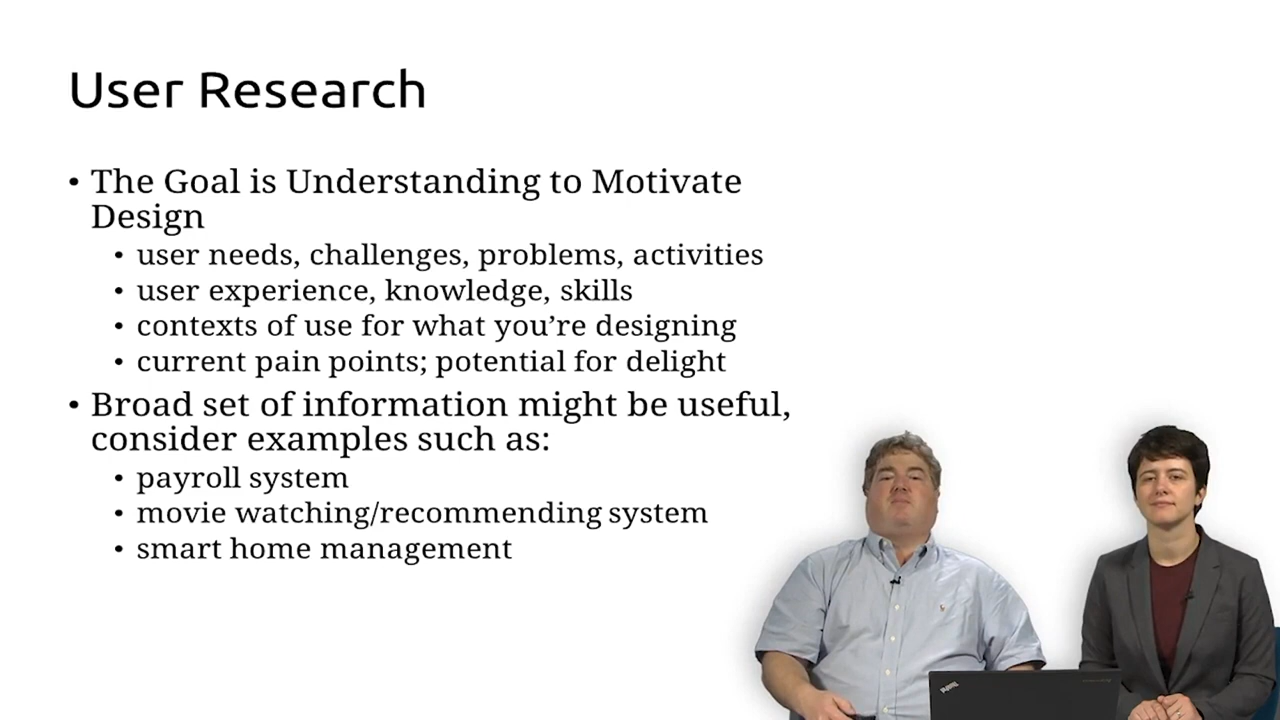 User Research
• The Goal is Understanding to Motivate
Design
• user needs, challenges, problems, activities
• user experience, knowledge, skills
• contexts of use for what you’re designing
• current pain points; potential for delight
• Broad set of information might be useful,
consider examples such as:
• payroll system
• movie watching/recommending system
• smart home management